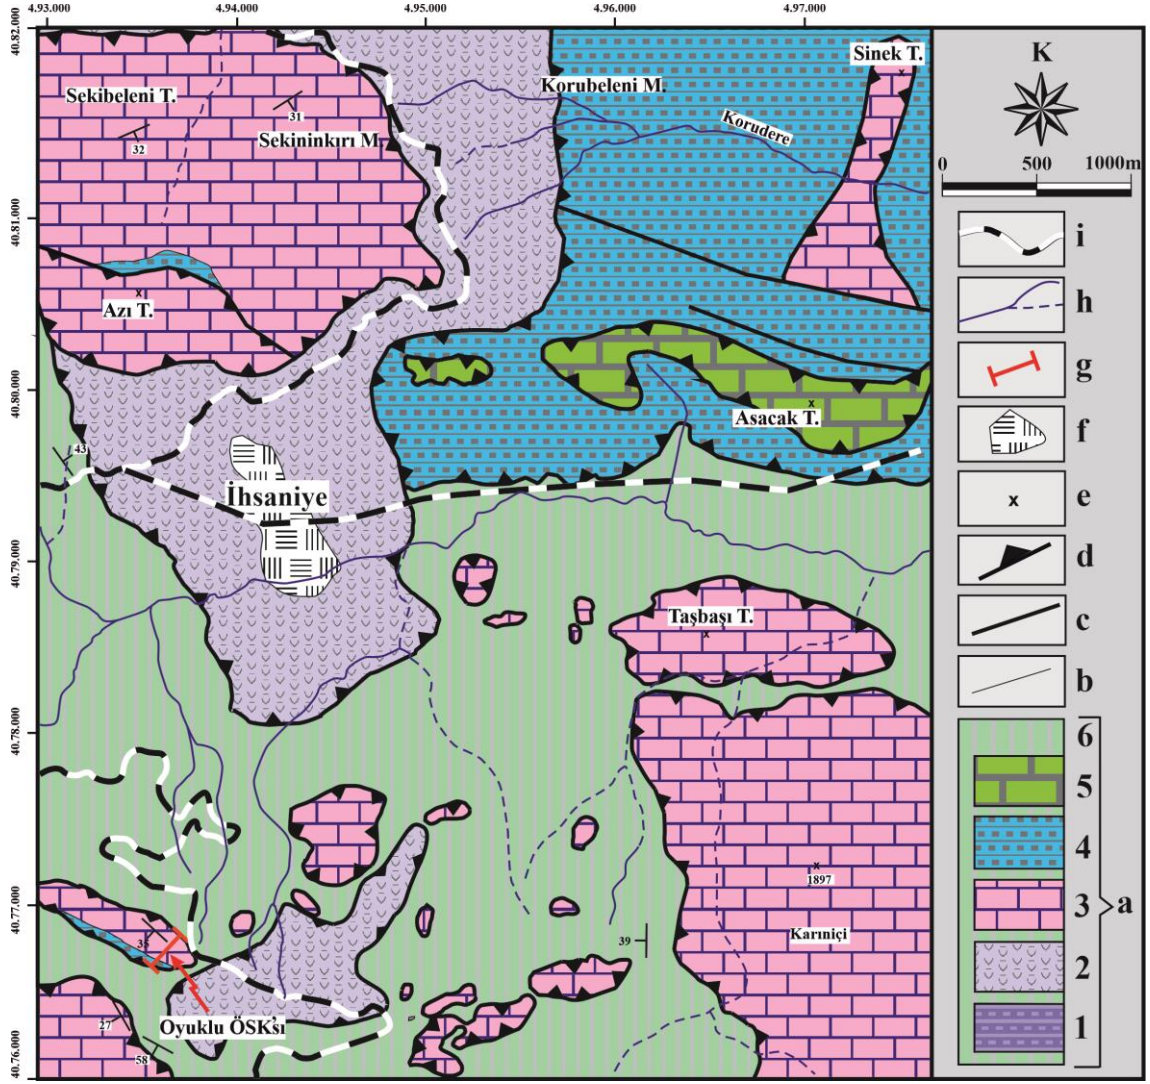 4.93.000 4.94.000 4.95.000 4.96.000 4.97.000
40.82.000
40.81.000
40.80.000
40.79.000
40.78.000
40.77.000
40.76.000
Sinek T.
Korubeleni M.
Sekibeleni T.
31
Korudere
32
Sekininkırı M.
Azı T.
Asacak T.
43
İhsaniye
Taşbaşı T.
1897
Karıniçi
35
39
27
Oyuklu ÖSK'sı
58
K
0 500 1000m
i
h
g
f
x e
d
c
b
6
5
4
3 a
2
1